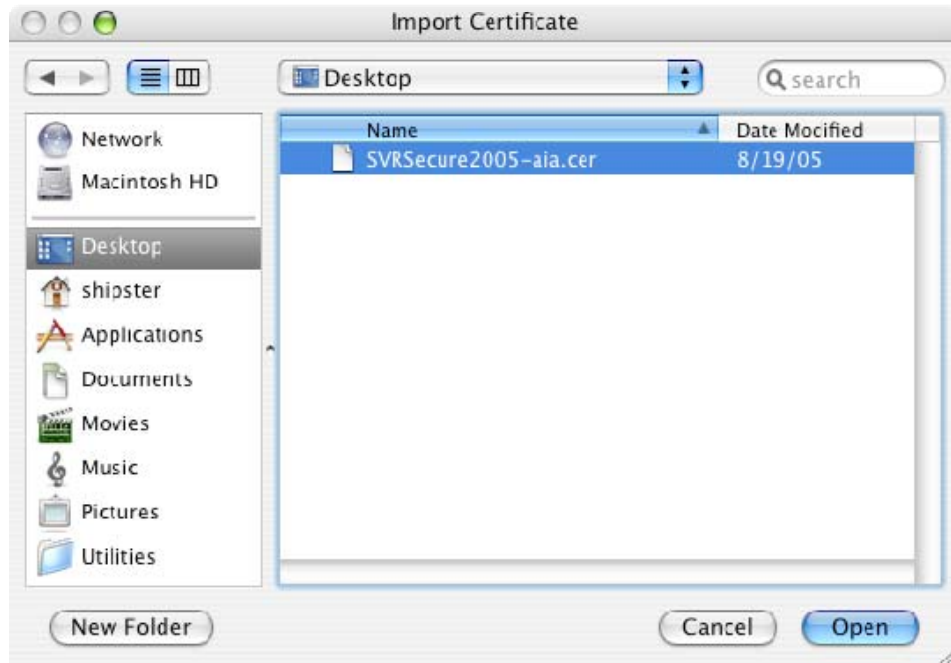 Import Certificate
Desktop
search
Network
Macintosh HD
Desktop
shipster
Applications
Documents
Movies
Music
Pictures
Utilities
Name Date Modified
SVRSecure2005-aia.cer 8/19/05
New Folder Cancel Open